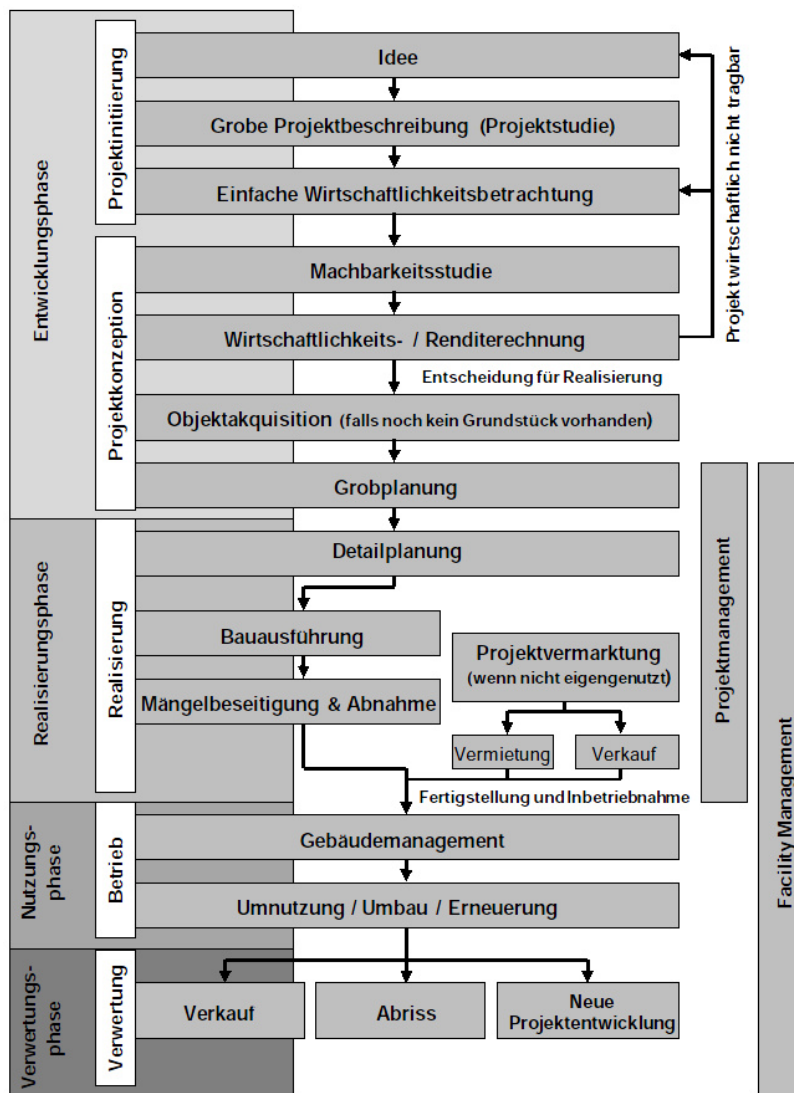 Entwicklungsphase
Projektinitiierung
Idee
Grobe Projektbeschreibung (Projektstudie)
Einfache Wirtschaftlichkeitsbetrachtung
Projekt wirtschaftlich nicht tragbar
Projektkonzeption
Machbarkeitsstudie
Wirtschaftlichkeits- / Renditerechnung
Entscheidung für Realisierung
Objektakquisition (falls noch kein Grundstück vorhanden)
Grobplanung
Realisierungsphase
Realisierung
Detailplanung
Bauausführung
Mängelbeseitigung & Abnahme
Projektvermarktung
(wenn nicht eigengenutzt)
Vermietung
Verkauf
Fertigstellung und Inbetriebnahme
Projektmanagement
Facility Management
Nutzungs-
phase
Betrieb
Gebäudemanagement
Umnutzung / Umbau / Erneuerung
Verwertungs-
phase
Verwertung
Verkauf
Abriss
Neue
Projektentwicklung